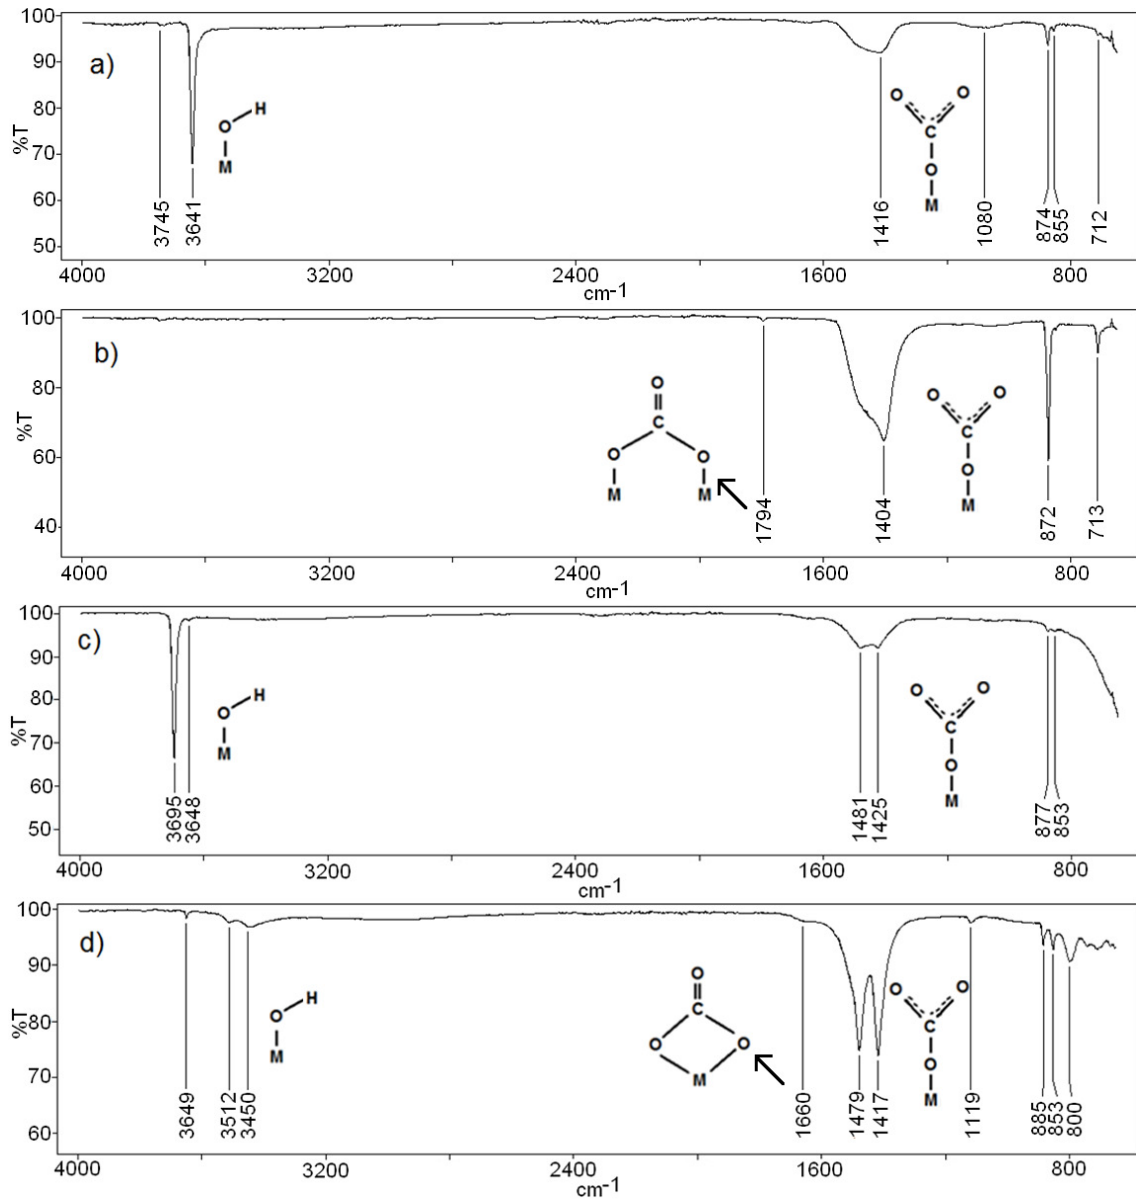 a)
%T
100
90
80
70
60
50
3745
3641
1416
1080
874
855
712
O H
M
O O
C
O
M
4000 3200 2400 1600 800
cm-1
b)
%T
100
80
60
40
1794
1404
872
713
O
C
O O
M M
O O
C
O
M
4000 3200 2400 1600 800
cm-1
c)
%T
100
90
80
70
60
50
3695
3648
1481
1425
877
853
O H
M
O O
C
O
M
4000 3200 2400 1600 800
cm-1
d)
%T
100
90
80
70
60
3649
3512
3450
1660
1479
1417
1119
885
853
800
O H
M
O
C
O O
M
O O
C
O
M
4000 3200 2400 1600 800
cm-1